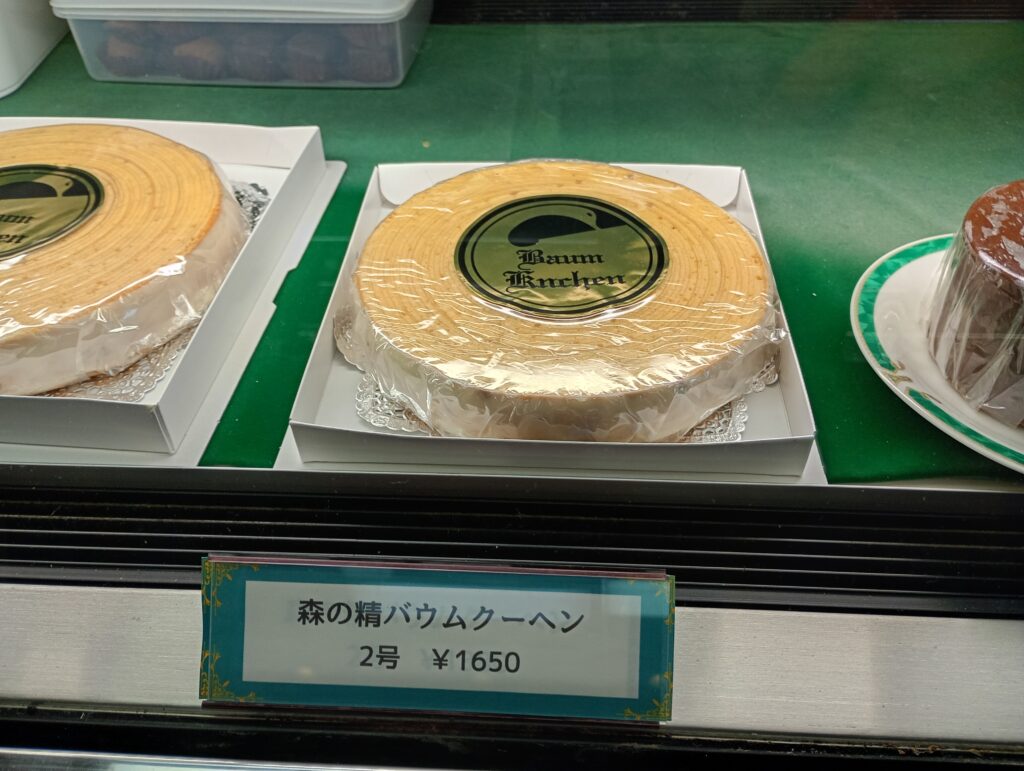 Baum
Kuchen
森の精バウムクーヘン
2号 ¥1650